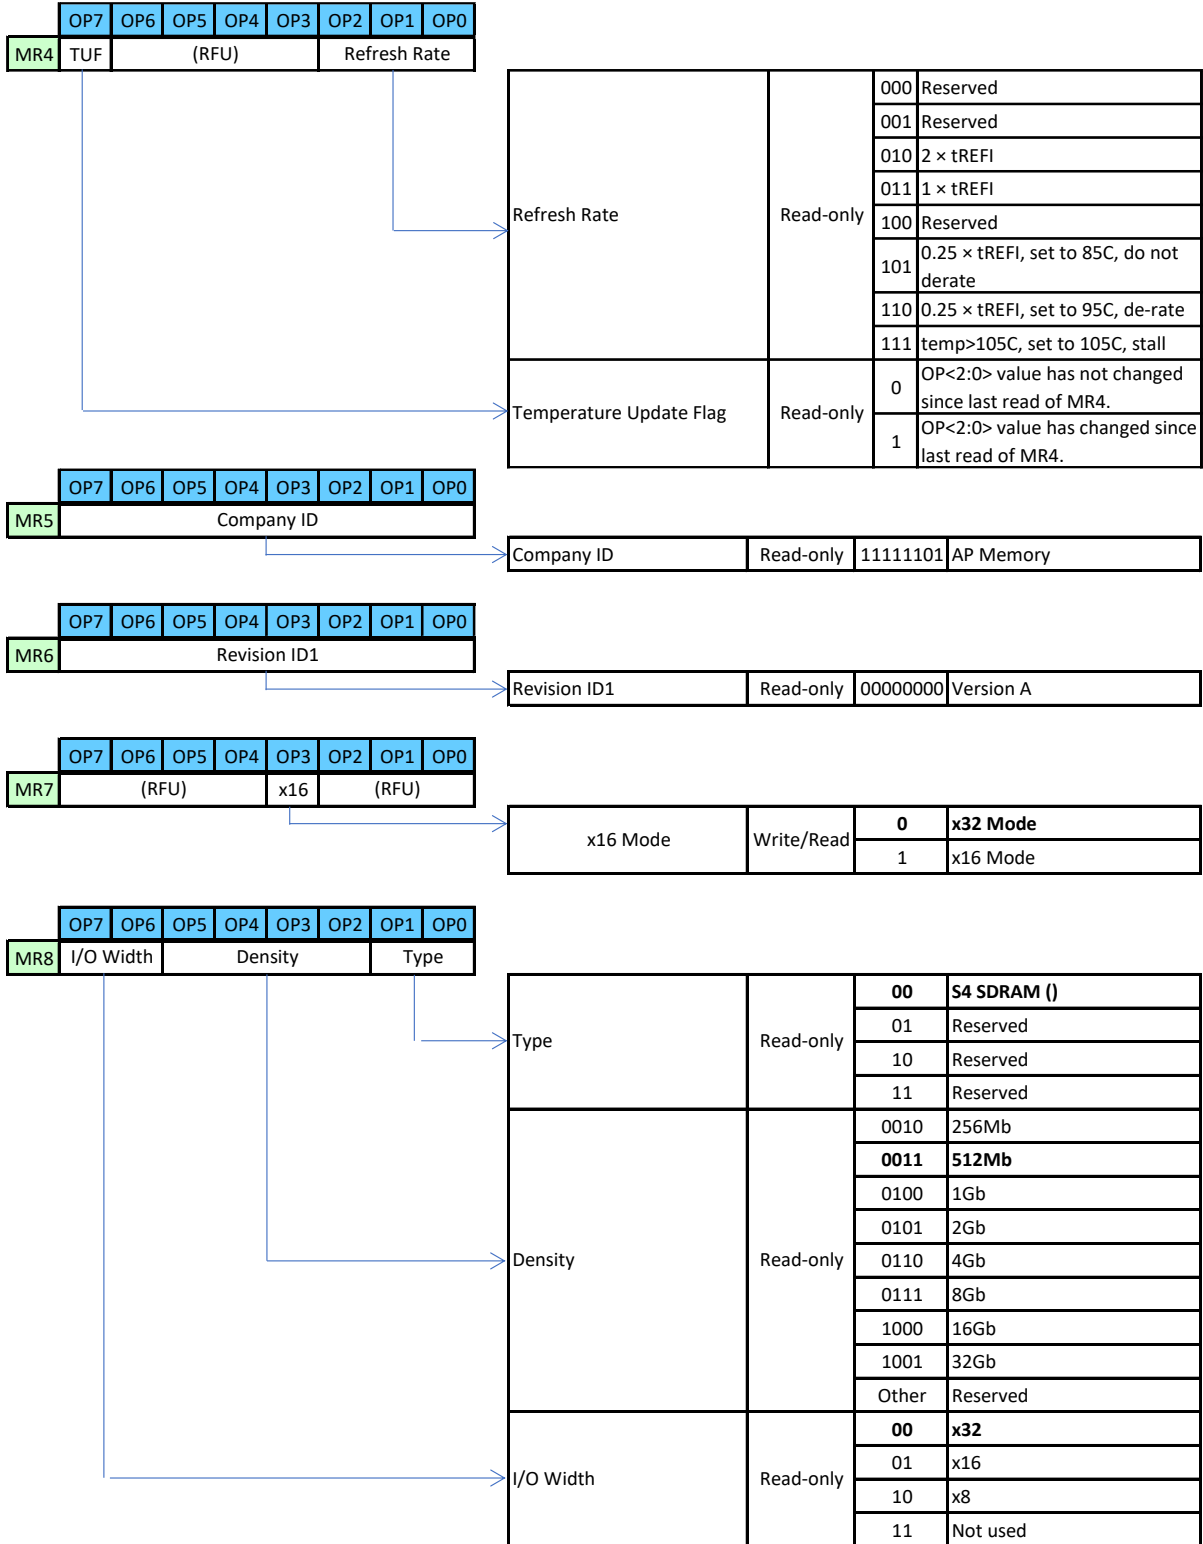 OP7 OP6 OP5 OP4 OP3 OP2 OP1 OP0
MR4 TUF (RFU) Refresh Rate
Refresh Rate Read-only
000 Reserved
001 Reserved
010 2 × tREFI
011 1 × tREFI
100 Reserved
101 0.25 × tREFI, set to 85C, do not
derate
110 0.25 × tREFI, set to 95C, de-rate
111 temp>105C, set to 105C, stall
Temperature Update Flag Read-only
0 OP<2:0> value has not changed
since last read of MR4.
1 OP<2:0> value has changed since
last read of MR4.
OP7 OP6 OP5 OP4 OP3 OP2 OP1 OP0
MR5 Company ID
Company ID Read-only 11111101 AP Memory
OP7 OP6 OP5 OP4 OP3 OP2 OP1 OP0
MR6 Revision ID1
Revision ID1 Read-only 00000000 Version A
OP7 OP6 OP5 OP4 OP3 OP2 OP1 OP0
MR7 (RFU) x16 (RFU)
x16 Mode Write/Read
0 x32 Mode
1 x16 Mode
OP7 OP6 OP5 OP4 OP3 OP2 OP1 OP0
MR8 I/O Width Density Type
Type Read-only
00 S4 SDRAM ()
01 Reserved
10 Reserved
11 Reserved
Density Read-only
0010 256Mb
0011 512Mb
0100 1Gb
0101 2Gb
0110 4Gb
0111 8Gb
1000 16Gb
1001 32Gb
Other Reserved
I/O Width Read-only
00 x32
01 x16
10 x8
11 Not used